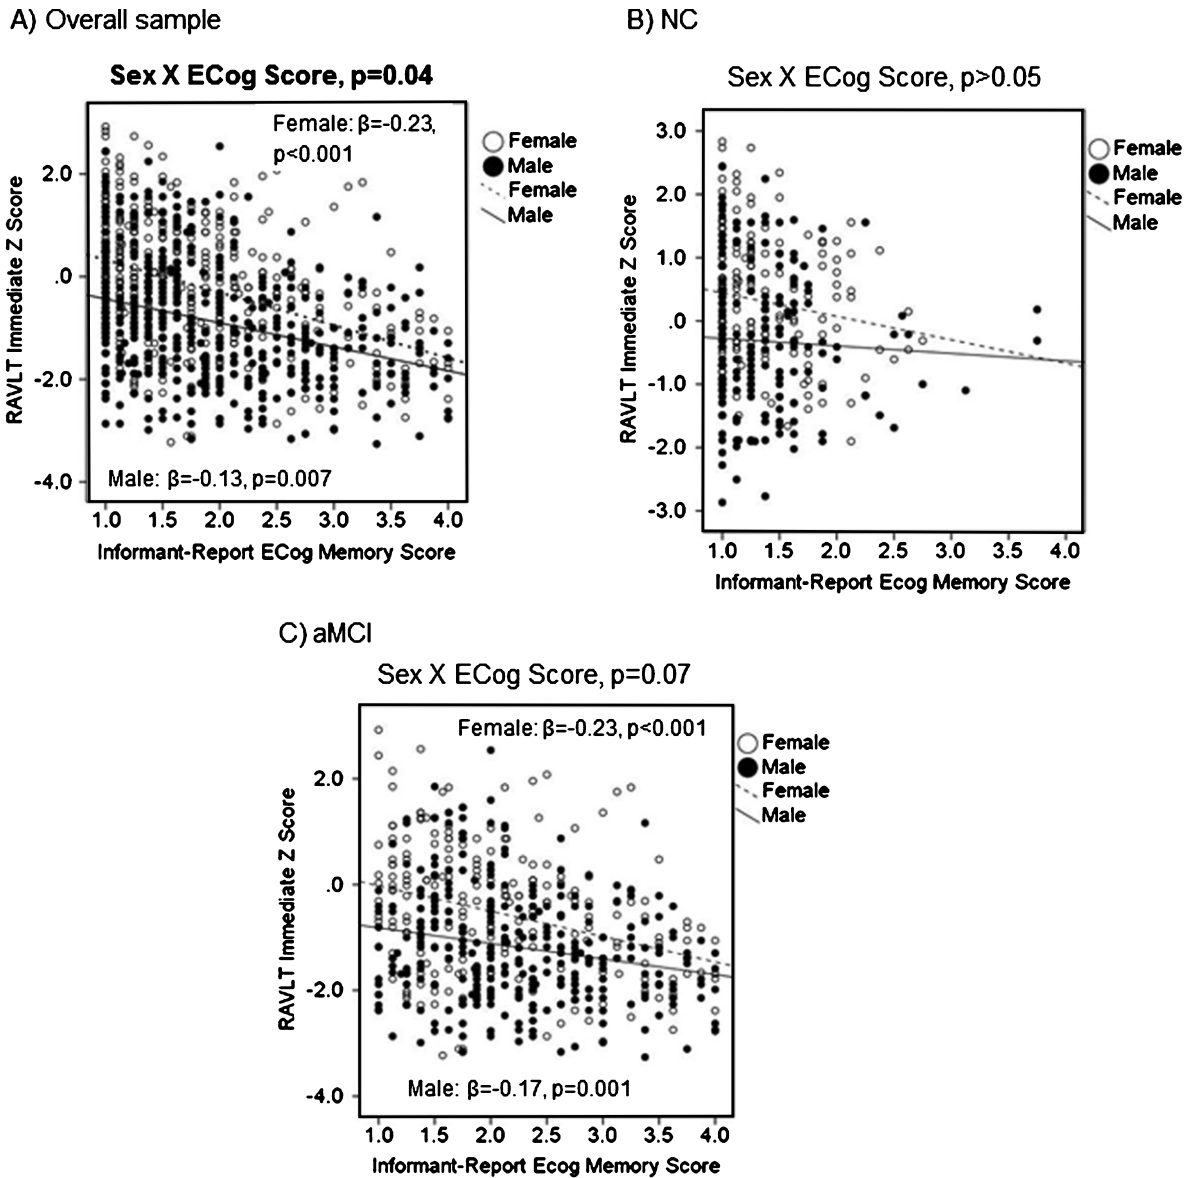 A) Overall sample
Sex X ECog Score, p=0.04
Female: β=-0.23,
p<0.001
Female
Male
Female
Male
2.0
.0
-2.0
-4.0
RAVLT Immediate Z Score
Male: β=-0.13, p=0.007
1.0 1.5 2.0 2.5 3.0 3.5 4.0
Informant-Report ECog Memory Score
B) NC
Sex X ECog Score, p>0.05
Female
Male
Female
Male
3.0
2.0
1.0
.0
-1.0
-2.0
-3.0
RAVLT Immediate Z Score
1.0 1.5 2.0 2.5 3.0 3.5 4.0
Informant-Report Ecog Memory Score
C) aMCI
Sex X ECog Score, p=0.07
Female: β=-0.23, p<0.001
Female
Male
Female
Male
2.0
.0
-2.0
-4.0
RAVLT Immediate Z Score
Male: β=-0.17, p=0.001
1.0 1.5 2.0 2.5 3.0 3.5 4.0
Informant-Report Ecog Memory Score